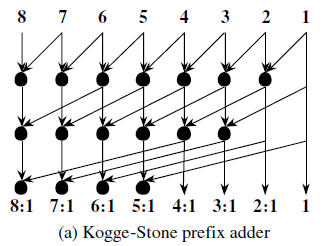 8 7 6 5 4 3 2 1
8:1 7:1 6:1 5:1 4:1 3:1 2:1 1
(a) Kogge-Stone prefix adder